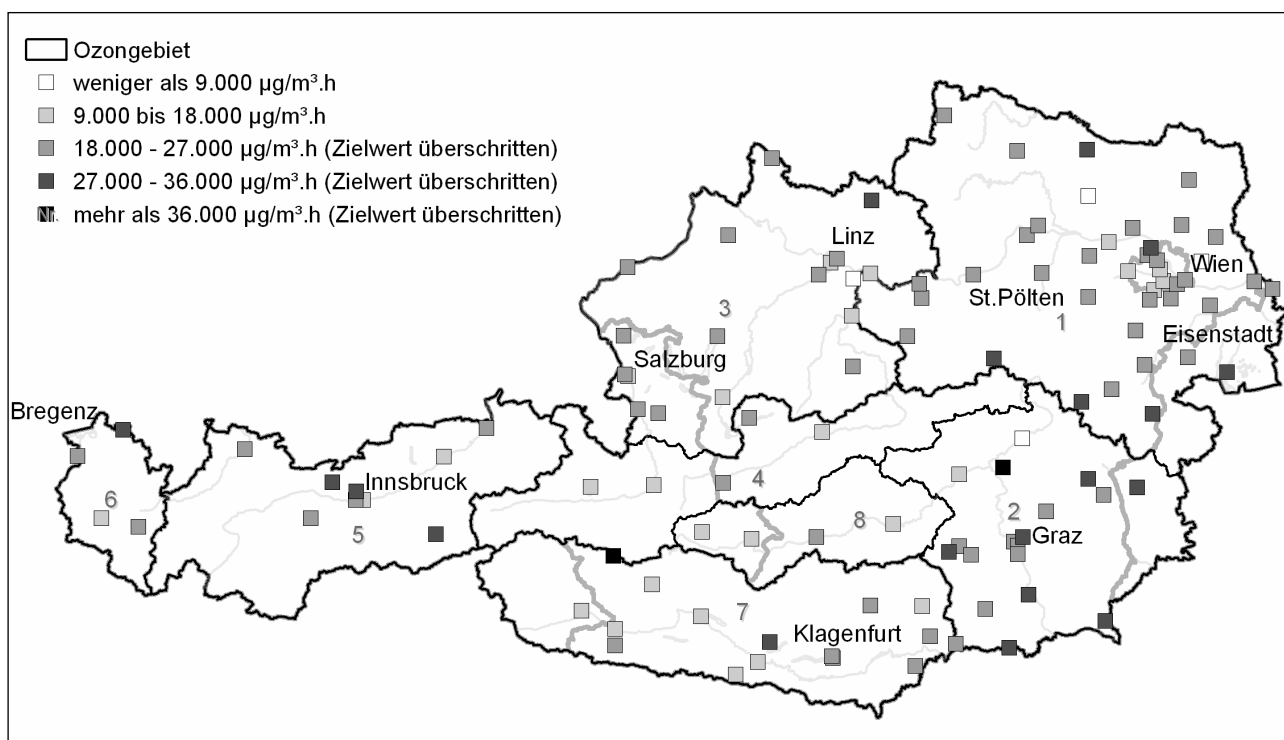 Ozongebiet
weniger als 9.000 µg/m³.h
9.000 bis 18.000 µg/m³.h
18.000 - 27.000 µg/m³.h (Zielwert überschritten)
27.000 - 36.000 µg/m³.h (Zielwert überschritten)
Nr. mehr als 36.000 µg/m³.h (Zielwert überschritten)
Linz
Wien
St.Pölten
3
1
Eisenstadt
Salzburg
Bregenz
Innsbruck
4
6
8
2
5
Graz
7
Klagenfurt